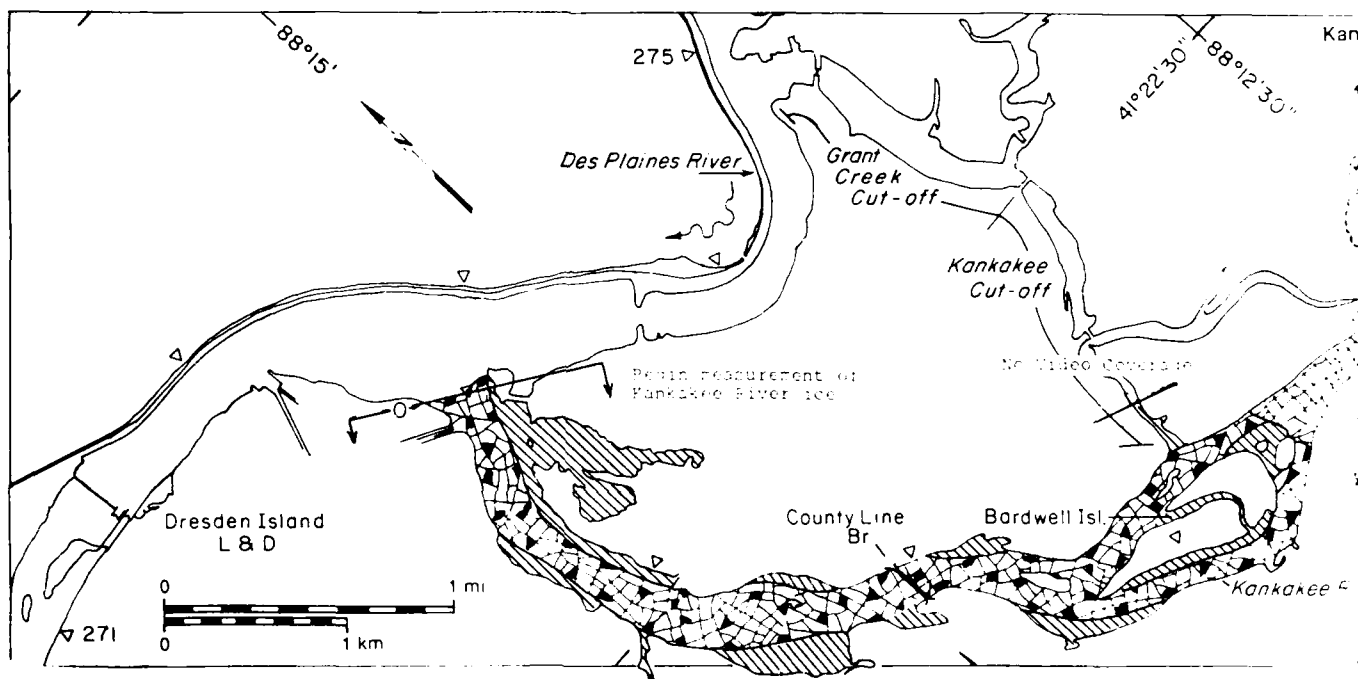 88°15'
275
Des Plaines River
Grant
Creek
Cut-off
Kankakee
Cut-off
41°22'30"
88°12'30"
Kan
No Video Coverage
Begin measurement of
Kankakee River ice
0
Dresden Island
L & D
County Line
Br
Bardwell Isl.
Kankakee
0
1 mi
0
1 km
271